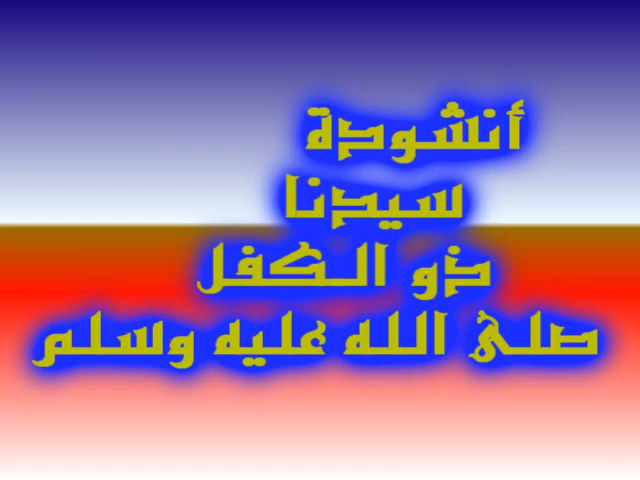 أنشودة
سيدنا
ذو الكفل
صلى الله عليه وسلم